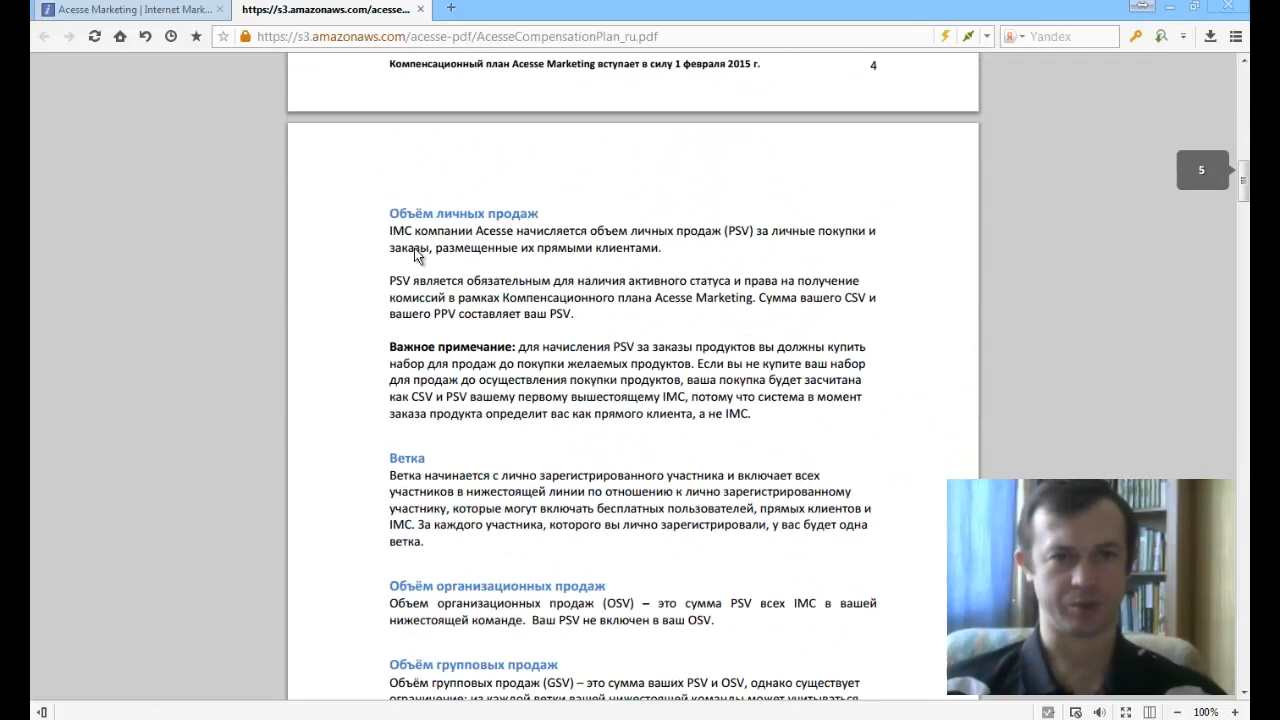 Acesse Marketing | Internet Mark...
https://s3.amazonaws.com/acesse...
https://s3.amazonaws.com/acesse-pdf/AcesseCompensationPlan_ru.pdf
Yandex
Компенсационный план Acesse Marketing вступает в силу 1 февраля 2015 г.
4
5
Объём личных продаж
IMC компании Acesse начисляется объем личных продаж (PSV) за личные покупки и
заказы, размещенные их прямыми клиентами.
PSV является обязательным для наличия активного статуса и права на получение
комиссий в рамках Компенсационного плана Acesse Marketing. Сумма вашего CSV и
вашего PPV составляет ваш PSV.
Важное примечание: для начисления PSV за заказы продуктов вы должны купить
набор для продаж до покупки желаемых продуктов. Если вы не купите ваш набор
для продаж до осуществления покупки продуктов, ваша покупка будет засчитана
как CSV и PSV вашему первому вышестоящему IMC, потому что система в момент
заказа продукта определит вас как прямого клиента, а не IMC.
Ветка
Ветка начинается с лично зарегистрированного участника и включает всех
участников в нижестоящей линии по отношению к лично зарегистрированному
участнику, которые могут включать бесплатных пользователей, прямых клиентов и
IMC. За каждого участника, которого вы лично зарегистрировали, у вас будет одна
ветка.
Объём организационных продаж
Объем организационных продаж (OSV) – это сумма PSV всех IMC в вашей
нижестоящей команде. Ваш PSV не включен в ваш OSV.
Объём групповых продаж
Объём групповых продаж (GSV) – это сумма ваших PSV и OSV, однако существует
ограничение: из каждой ветки вашей нижестоящей команды может учитываться
100%